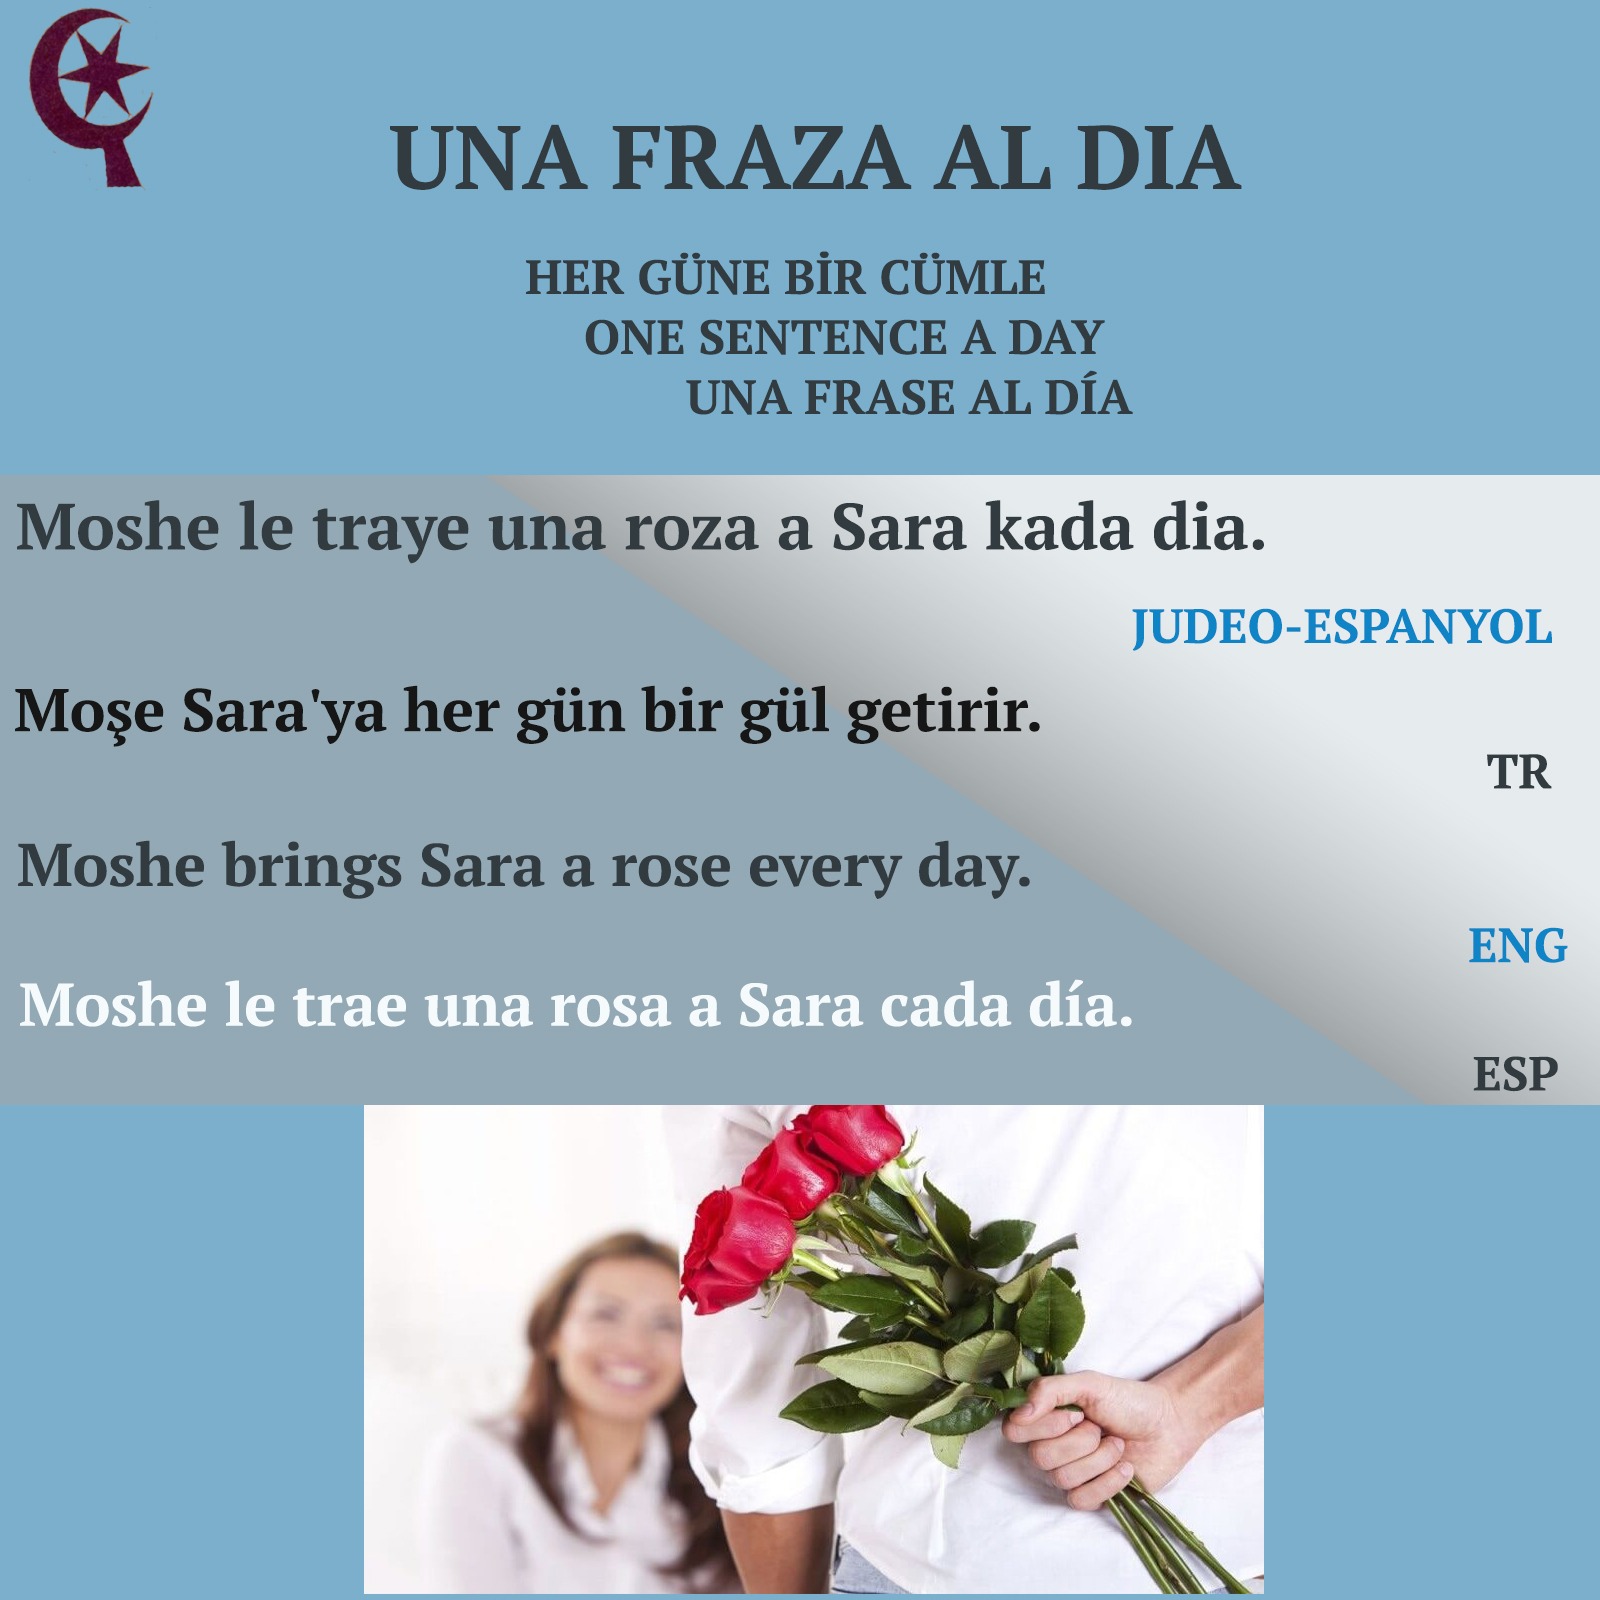 UNA FRAZA AL DIA
HER GÜNE BİR CÜMLE
ONE SENTENCE A DAY
UNA FRASE AL DÍA
Moshe le traye una roza a Sara kada dia.
JUDEO-ESPANYOL
Moşe Sara'ya her gün bir gül getirir.
TR
Moshe brings Sara a rose every day.
ENG
Moshe le trae una rosa a Sara cada día.
ESP